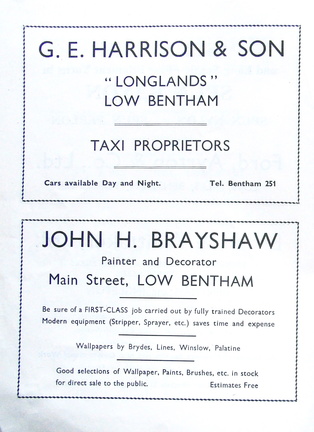 G. E. HARRISON & SON
"LONGLANDS"
LOW BENTHAM
TAXI PROPRIETORS
Cars available Day and Night. Tel. Bentham 251
JOHN H. BRAYSHAW
Painter and Decorator
Main Street, LOW BENTHAM
Be sure of a FIRST-CLASS job carried out by fully trained Decorators
Modern equipment (Stripper, Sprayer, etc.) saves time and expense
Wallpapers by Brydes, Lines, Winslow, Palatine
Good selections of Wallpaper, Paints, Brushes, etc. in stock
for direct sale to the public. Estimates Free